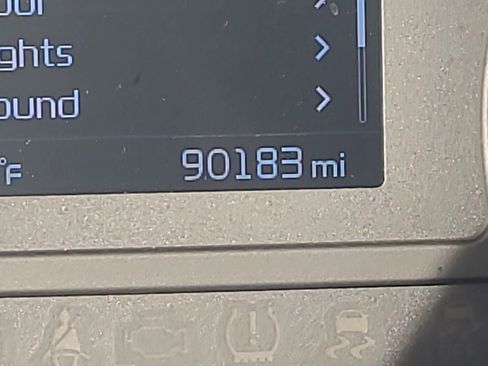 ghts
ound
°F 90183 mi